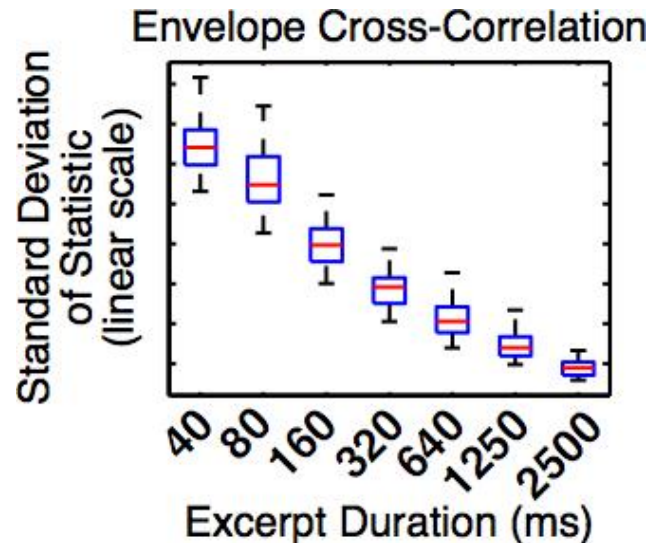 Envelope Cross-Correlation
Standard Deviation
of Statistic
(linear scale)
40
80
160
320
640
1250
2500
Excerpt Duration (ms)